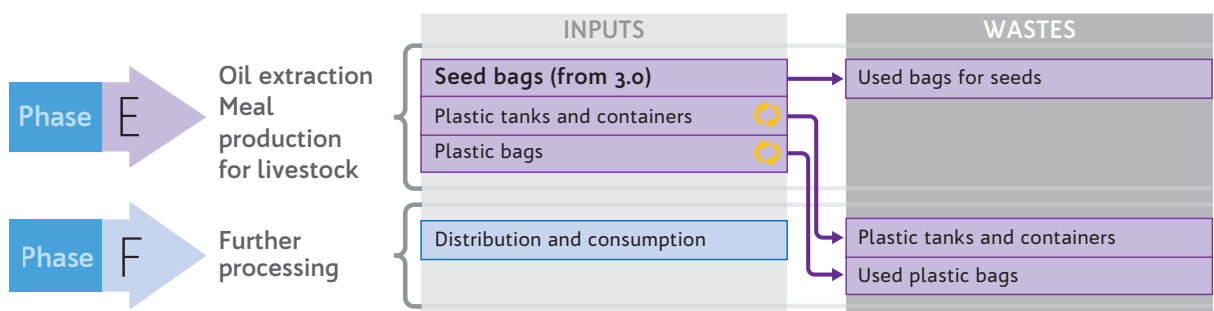 INPUTS
WASTES
Phase E
Oil extraction
Meal
production
for livestock
Seed bags (from 3.0)
Used bags for seeds
Plastic tanks and containers
Plastic bags
Phase F
Further
processing
Distribution and consumption
Plastic tanks and containers
Used plastic bags